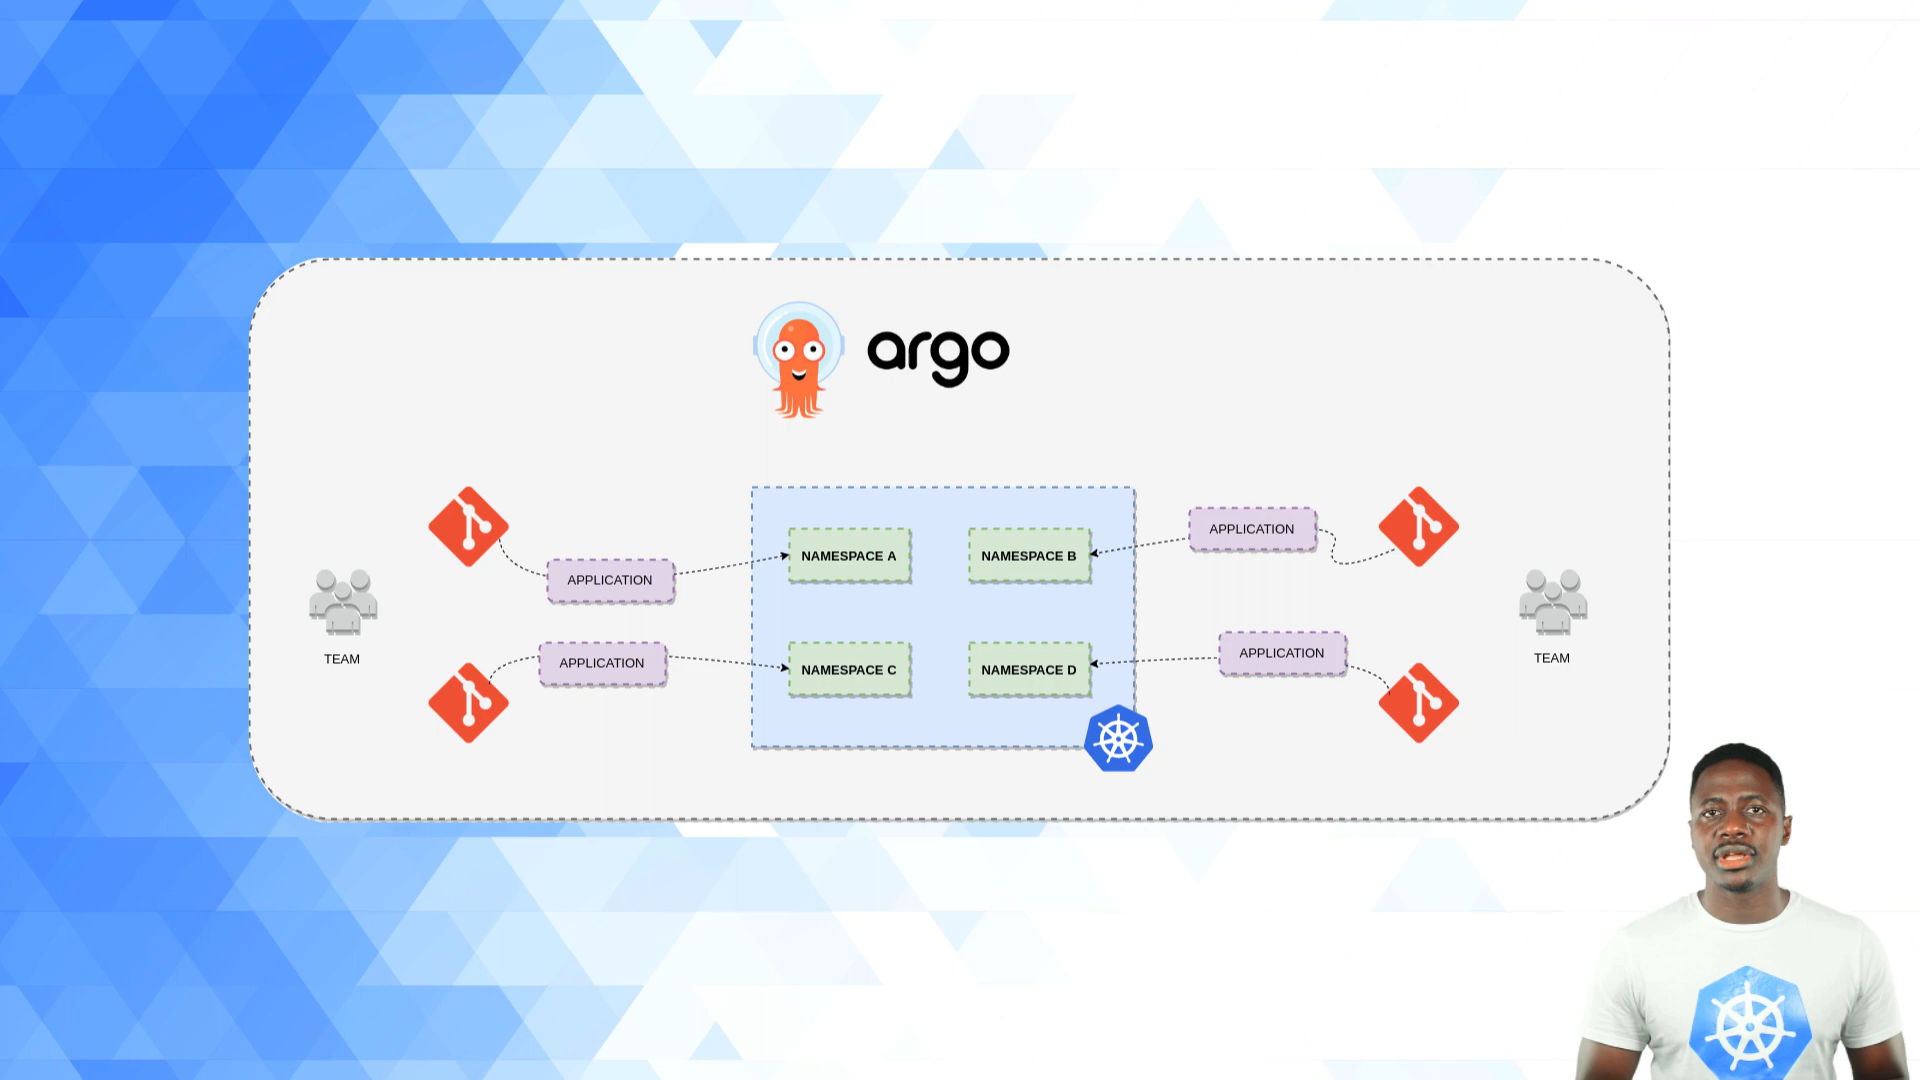 argo
APPLICATION
NAMESPACE A
NAMESPACE B
APPLICATION
APPLICATION
NAMESPACE C
NAMESPACE D
APPLICATION
TEAM
TEAM